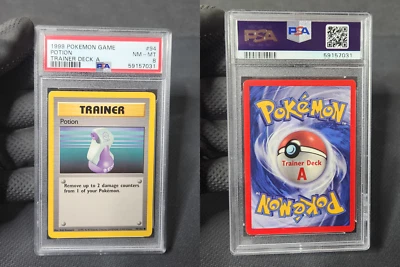 1999 POKEMON GAME #94
POTION NM-MT
TRAINER DECK A 8
PSA 59157031
TRAINER
Potion
Remove up to 2 damage counters
from 1 of your Pokémon.
PSA PSA
59157031
POKéMON
Trainer Deck
A
POKéMON